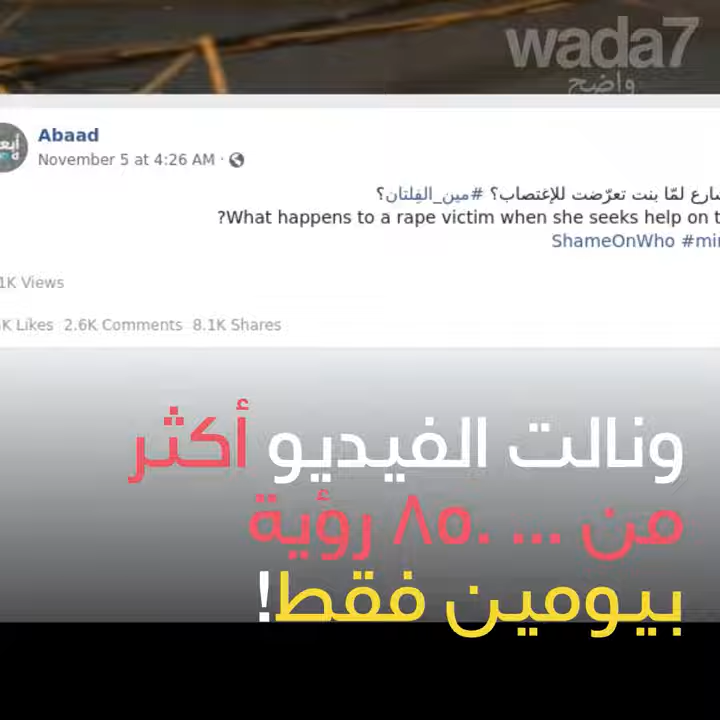 wada7
واضح
Abaad
November 5 at 4:26 AM ·
لمّا بنت تعرّضت للإغتصاب؟ #مين_الفِلتان؟
?What happens to a rape victim when she seeks help on
ShameOnWho
1K Views
K Likes 2.6K Comments 8.1K Shares
ونالت الفيديو أكثر
من ٨٥٠ ... رؤية
بيومين فقط!